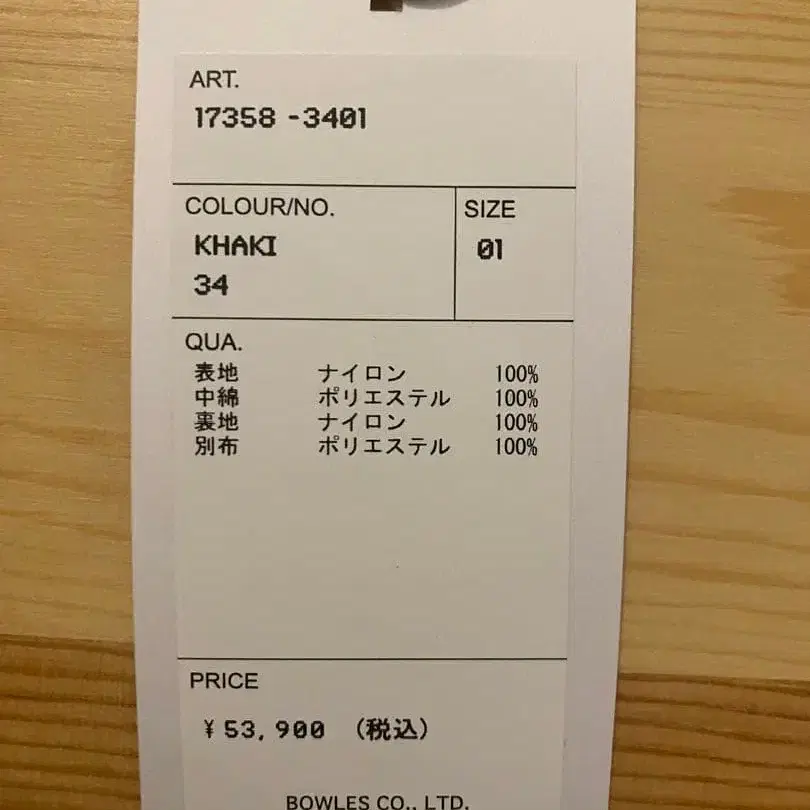 ART.
17358 -3401
COLOUR/NO.
KHAKI
34
SIZE
01
QUA.
表地 ナイロン 100%
中綿 ポリエステル 100%
裏地 ナイロン 100%
別布 ポリエステル 100%
PRICE
¥53,900 (税込)
BOWLES CO., LTD.